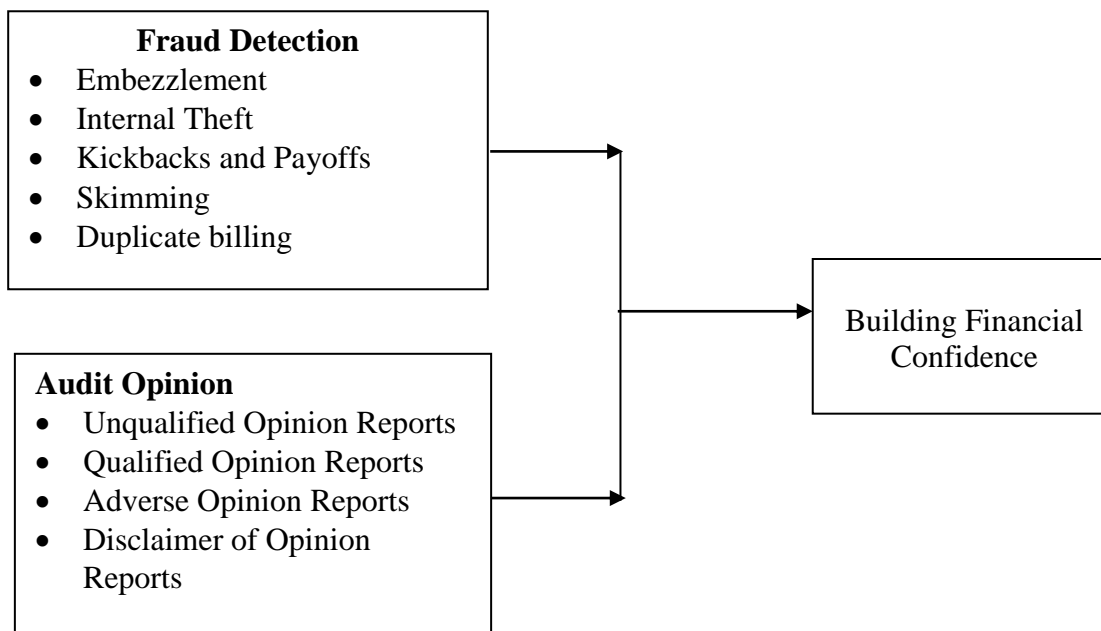 Fraud Detection
• Embezzlement
• Internal Theft
• Kickbacks and Payoffs
• Skimming
• Duplicate billing
Building Financial
Confidence
Audit Opinion
• Unqualified Opinion Reports
• Qualified Opinion Reports
• Adverse Opinion Reports
• Disclaimer of Opinion
Reports